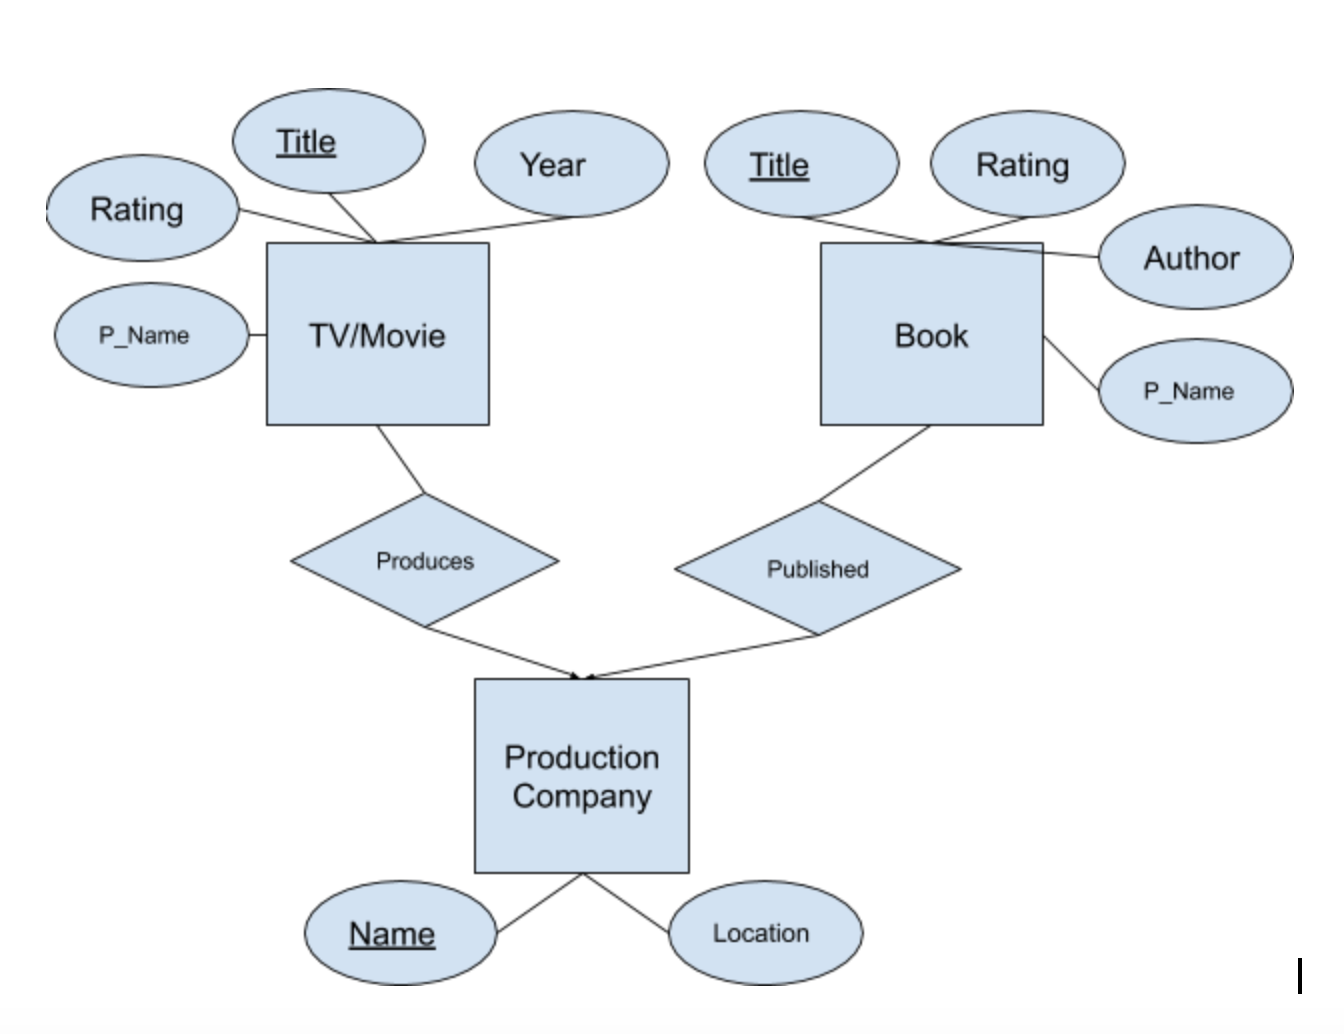 Title
Year
Title
Rating
Rating
Author
P_Name
TV/Movie
Book
P_Name
Produces
Published
Production
Company
Name
Location